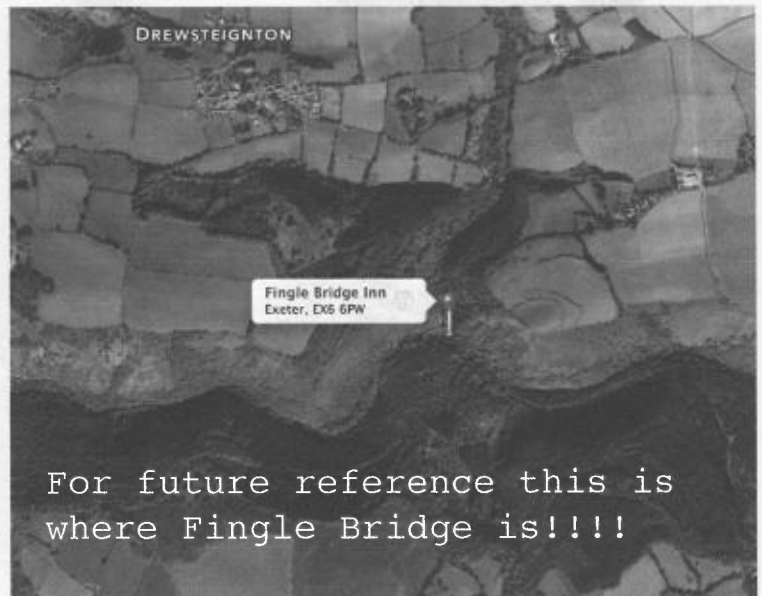 DREWSTEIGNTON
Fingle Bridge Inn
Exeter, EX6 6PW
For future reference this is
where Fingle Bridge is!!!!